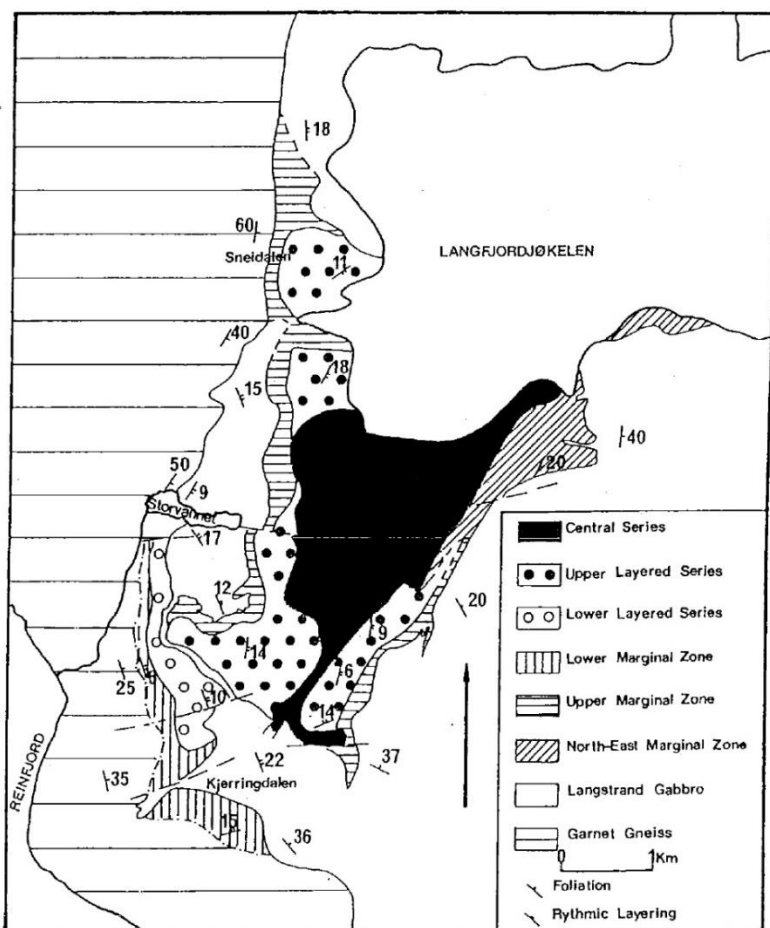 18
60
Sneidalen
11
LANGFJORDJØKELEN
40
18
15
40
20
50
9
Storvannet
17
12
20
9
14
6
25
10
14
22
37
35
Kjerringdalen
REINFJORD
15
36
Central Series
Upper Layered Series
Lower Layered Series
Lower Marginal Zone
Upper Marginal Zone
North-East Marginal Zone
Langstrand Gabbro
Garnet Gneiss
0 1Km
Foliation
Rythmic Layering